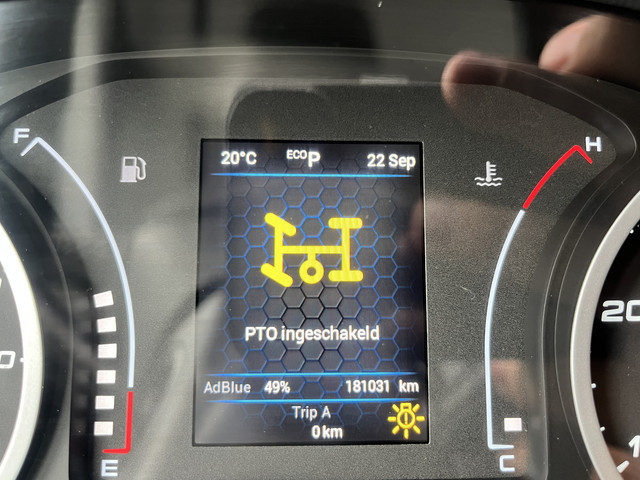 F
H
20°C ECO P 22 Sep
PTO ingeschakeld
AdBlue 49% 181031 km
Trip A
0 km
E
C